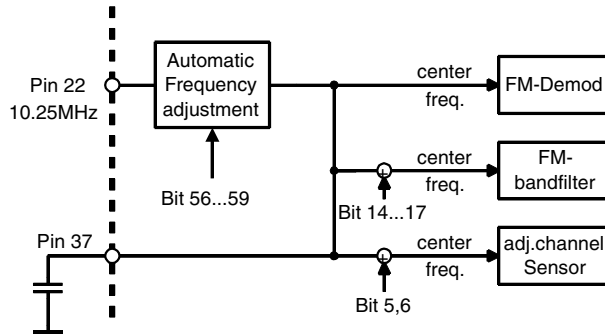 Pin 22
10.25MHz
Automatic
Frequency
adjustment
Bit 56...59
center
freq.
FM-Demod
center
freq.
FM-
bandfilter
Bit 14...17
Pin 37
center
freq.
adj.channel
Sensor
Bit 5,6